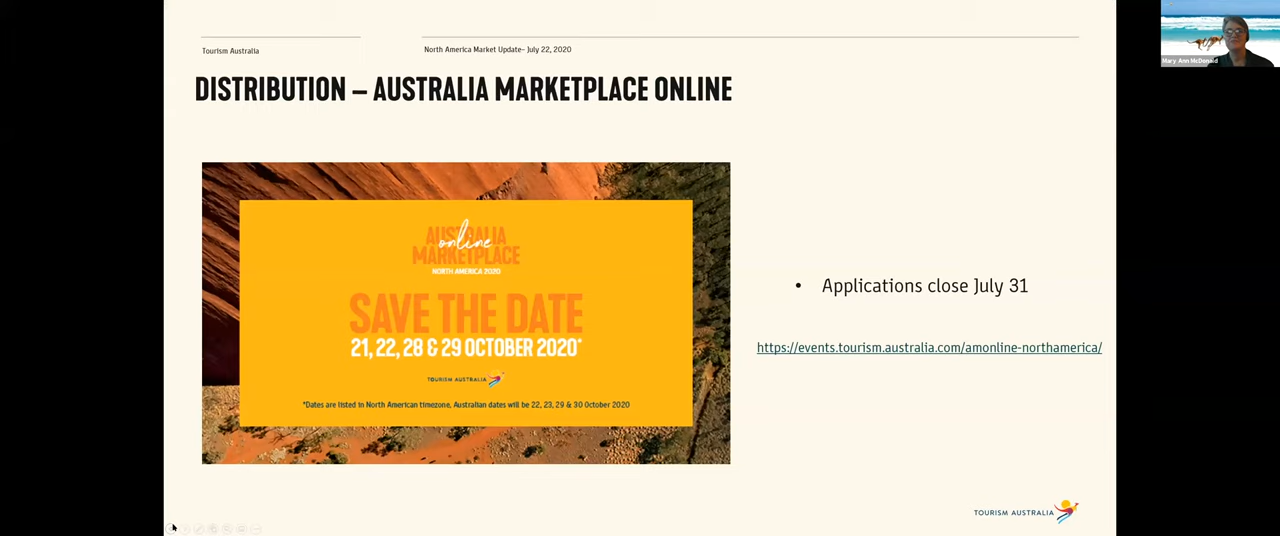 Tourism Australia
North America Market Update– July 22, 2020
DISTRIBUTION – AUSTRALIA MARKETPLACE ONLINE
AUSTRALIA
online
MARKETPLACE
NORTH AMERICA 2020
SAVE THE DATE
21, 22, 28 & 29 OCTOBER 2020*
TOURISM AUSTRALIA
*Dates are listed in North American timezone, Australian dates will be 22, 23, 29 & 30 October 2020
• Applications close July 31
https://events.tourism.australia.com/amonline-northamerica/
TOURISM AUSTRALIA
Mary Ann McDonald